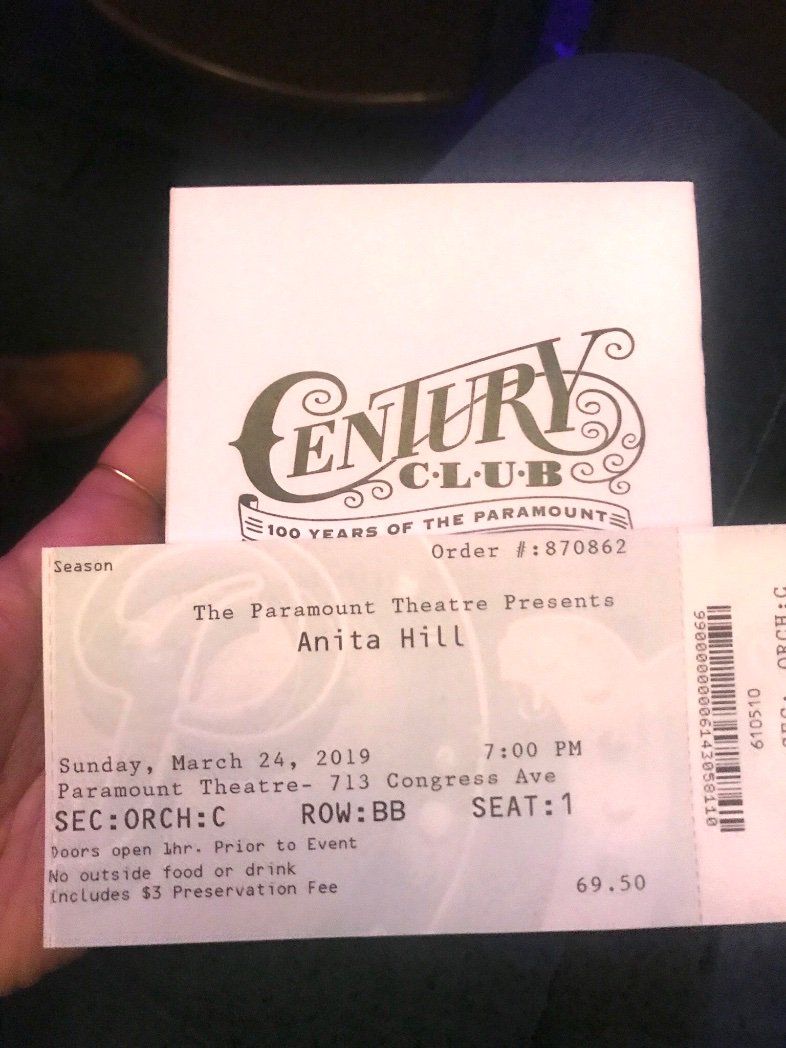 CENTURY
C·L·U·B
100 YEARS OF THE PARAMOUNT
Season
Order #:870862
The Paramount Theatre Presents
Anita Hill
Sunday, March 24, 2019
7:00 PM
Paramount Theatre- 713 Congress Ave
SEC:ORCH:C
ROW:BB
SEAT:1
Doors open 1hr. Prior to Event
No outside food or drink
Includes $3 Preservation Fee
69.50
610510
ORCH:C